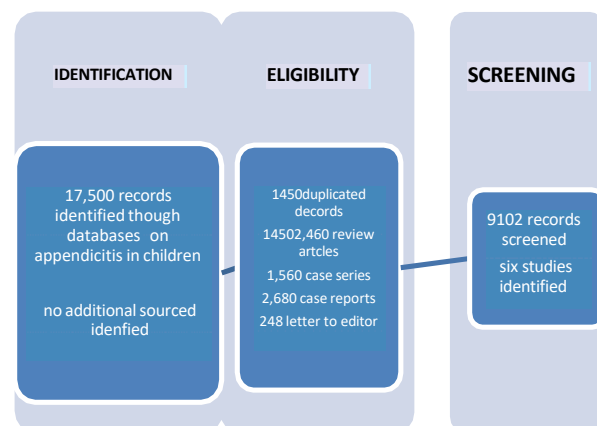 IDENTIFICATION
17,500 records
identified though
databases on
appendicitis in children
no additional sourced
idenfied
ELIGIBILITY
1450duplicated
decords
14502,460 review
artcles
1,560 case series
2,680 case reports
248 letter to editor
SCREENING
9102 records
screened
six studies
identified